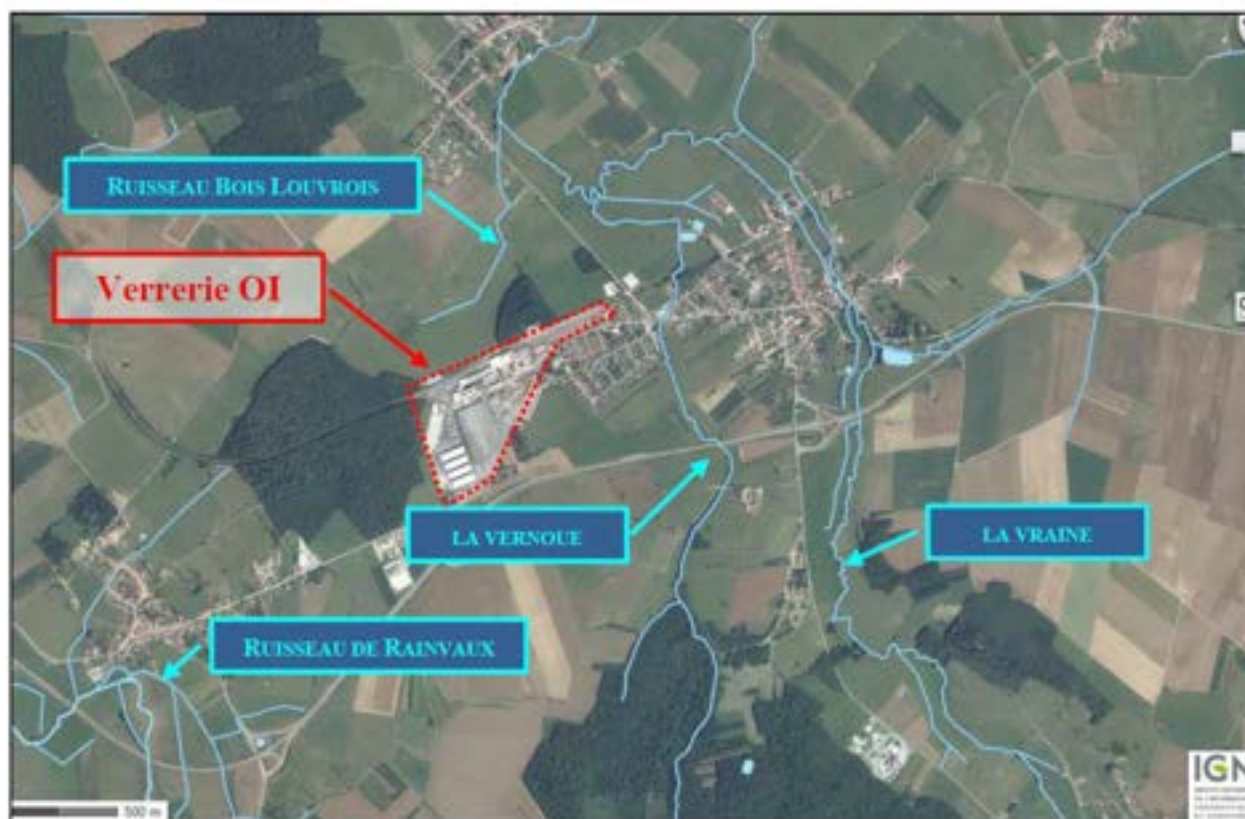 RUISSEAU BOIS LOUVROIS
Verrerie OI
LA VERNOUE
LA VRAINE
RUISSEAU DE RAINVAUX
500 m
IGN